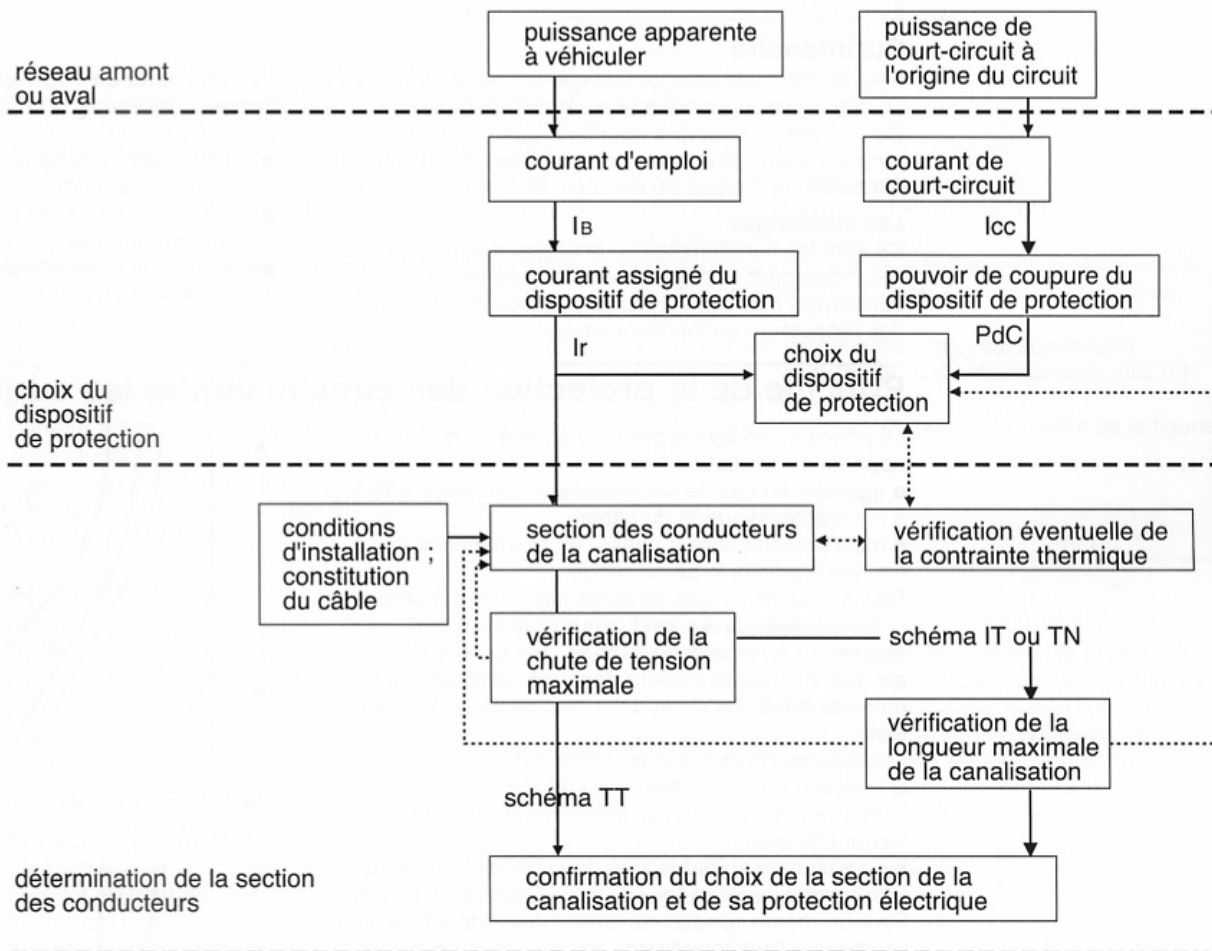 puissance apparente
à véhiculer
puissance de
court-circuit à
l'origine du circuit
réseau amont
ou aval
courant d'emploi
courant de
court-circuit
IB
Icc
courant assigné du
dispositif de protection
pouvoir de coupure du
dispositif de protection
Ir
PdC
choix du
dispositif
de protection
choix du
dispositif
de protection
conditions
d'installation ;
constitution
du câble
section des conducteurs
de la canalisation
vérification éventuelle de
la contrainte thermique
vérification de la
chute de tension
maximale
schéma IT ou TN
vérification de la
longueur maximale
de la canalisation
schéma TT
détermination de la section
des conducteurs
confirmation du choix de la section de la
canalisation et de sa protection électrique